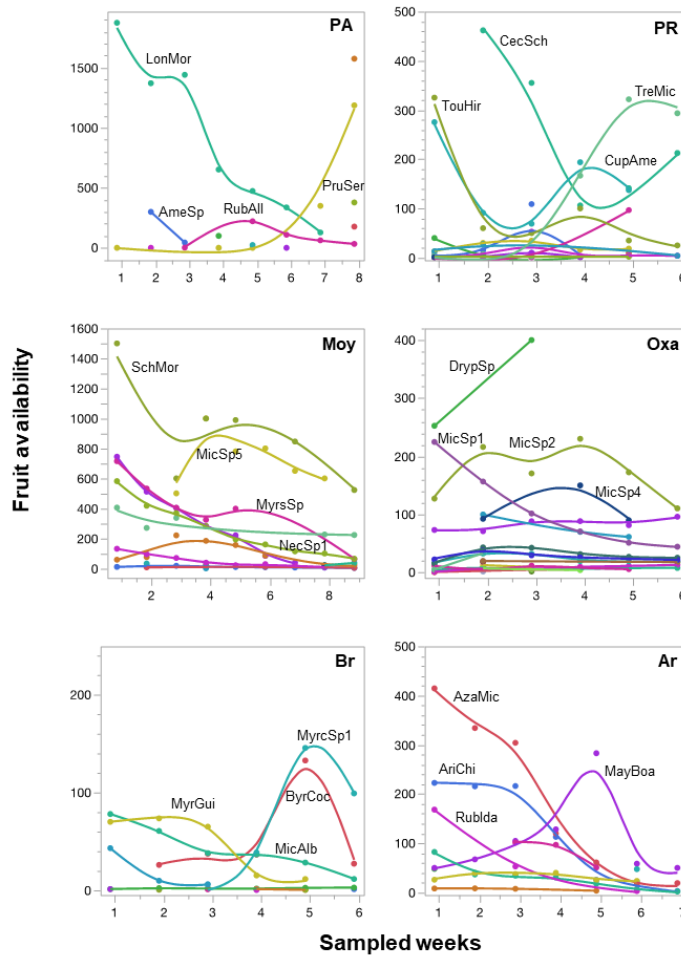 PA
1500
1000
500
0
LonMor
AmeSp
RubAll
PruSer
1 2 3 4 5 6 7 8
PR
500
400
300
200
100
0
CecSch
TreMic
TouHir
CupAme
1 2 3 4 5 6
Fruit availability
Moy
1600
1400
1200
1000
800
600
400
200
0
SchMor
MicSp5
MyrsSp
NecSp1
2 4 6 8
Oxa
400
300
200
100
0
DrypSp
MicSp1
MicSp2
MicSp4
1 2 3 4 5 6
Br
200
100
0
MyrcSp1
MyrGui
ByrCoc
MicAlb
1 2 3 4 5 6
Ar
500
400
300
200
100
0
AzaMic
AriChi
MayBoa
RubIda
1 2 3 4 5 6 7
Sampled weeks